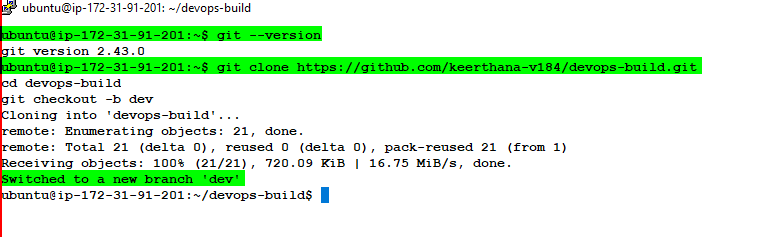 ubuntu@ip-172-31-91-201: ~/devops-build
ubuntu@ip-172-31-91-201:~$ git --version
git version 2.43.0
ubuntu@ip-172-31-91-201:~$ git clone https://github.com/keerthana-v184/devops-build.git
cd devops-build
git checkout -b dev
Cloning into 'devops-build'...
remote: Enumerating objects: 21, done.
remote: Total 21 (delta 0), reused 0 (delta 0), pack-reused 21 (from 1)
Receiving objects: 100% (21/21), 720.09 KiB | 16.75 MiB/s, done.
Switched to a new branch 'dev'
ubuntu@ip-172-31-91-201:~/devops-build$